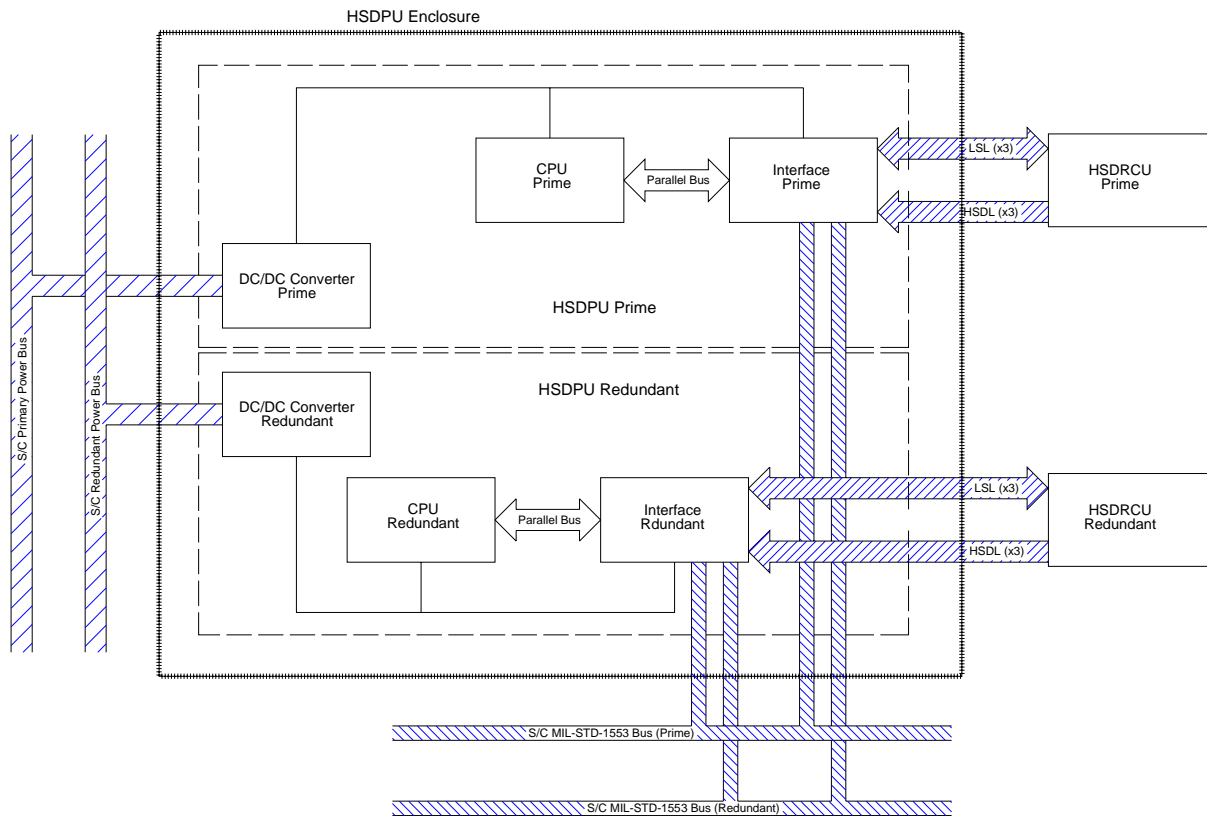 HSDPU Enclosure
CPU
Prime
Parallel Bus
Interface
Prime
LSL (x3)
HSDL (x3)
HSDRCU
Prime
DC/DC Converter
Prime
HSDPU Prime
S/C Primary Power Bus
S/C Redundant Power Bus
DC/DC Converter
Redundant
HSDPU Redundant
CPU
Redundant
Parallel Bus
Interface
Rdundant
LSL (x3)
HSDL (x3)
HSDRCU
Redundant
S/C MIL-STD-1553 Bus (Prime)
S/C MIL-STD-1553 Bus (Redundant)